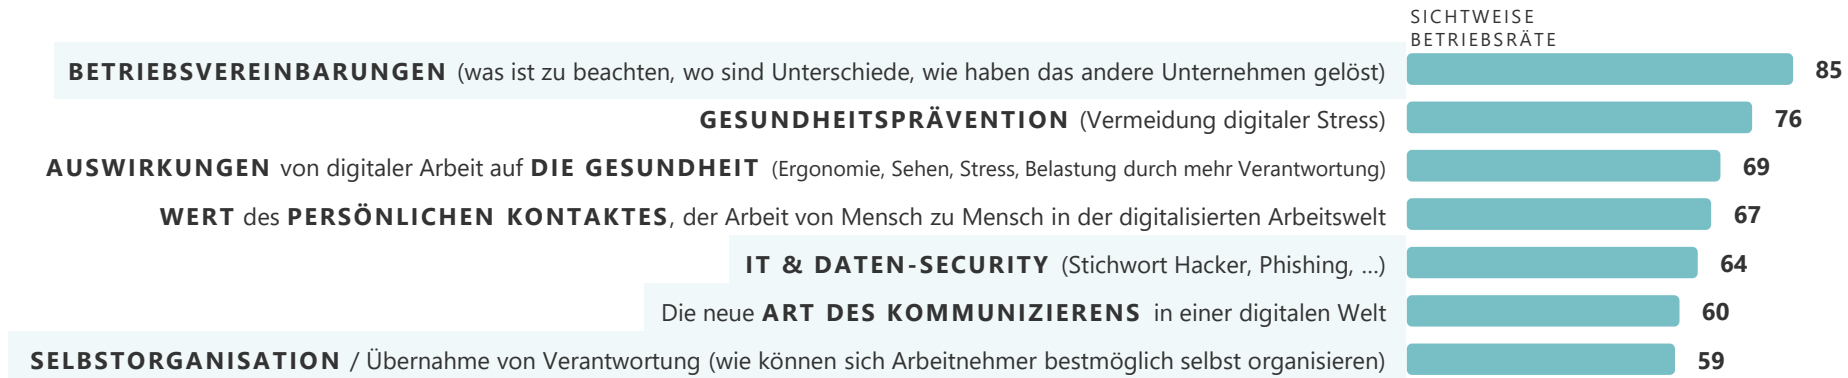 SICHTWEISE
BETRIEBSRÄTE
BETRIEBSVEREINBARUNGEN (was ist zu beachten, wo sind Unterschiede, wie haben das andere Unternehmen gelöst) 85
GESUNDHEITSPRÄVENTION (Vermeidung digitaler Stress) 76
AUSWIRKUNGEN von digitaler Arbeit auf DIE GESUNDHEIT (Ergonomie, Sehen, Stress, Belastung durch mehr Verantwortung) 69
WERT des PERSÖNLICHEN KONTAKTES, der Arbeit von Mensch zu Mensch in der digitalisierten Arbeitswelt 67
IT & DATEN-SECURITY (Stichwort Hacker, Phishing, ...) 64
Die neue ART DES KOMMUNIZIERENS in einer digitalen Welt 60
SELBSTORGANISATION / Übernahme von Verantwortung (wie können sich Arbeitnehmer bestmöglich selbst organisieren) 59